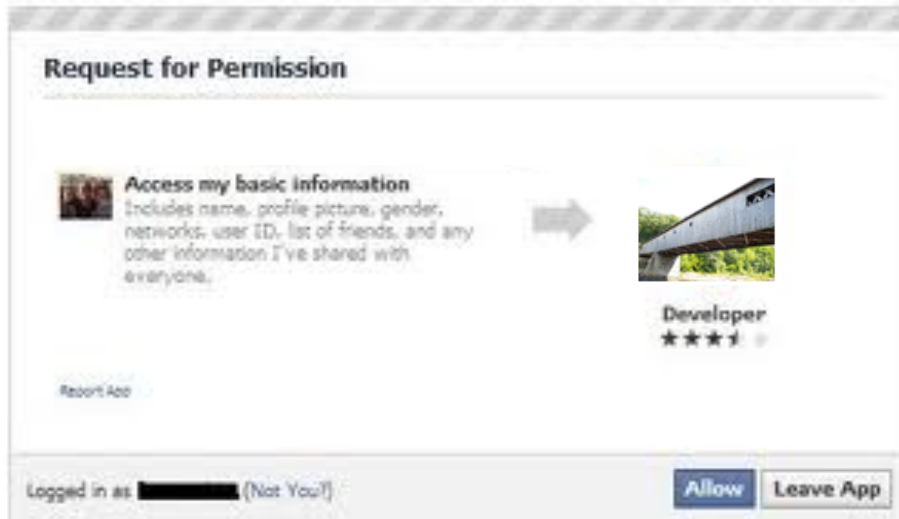 Request for Permission
Access my basic information
Includes name, profile picture, gender,
networks, user ID, list of friends, and any
other information I've shared with
everyone.
Developer
Report App
Logged in as (Not You?)
Allow
Leave App